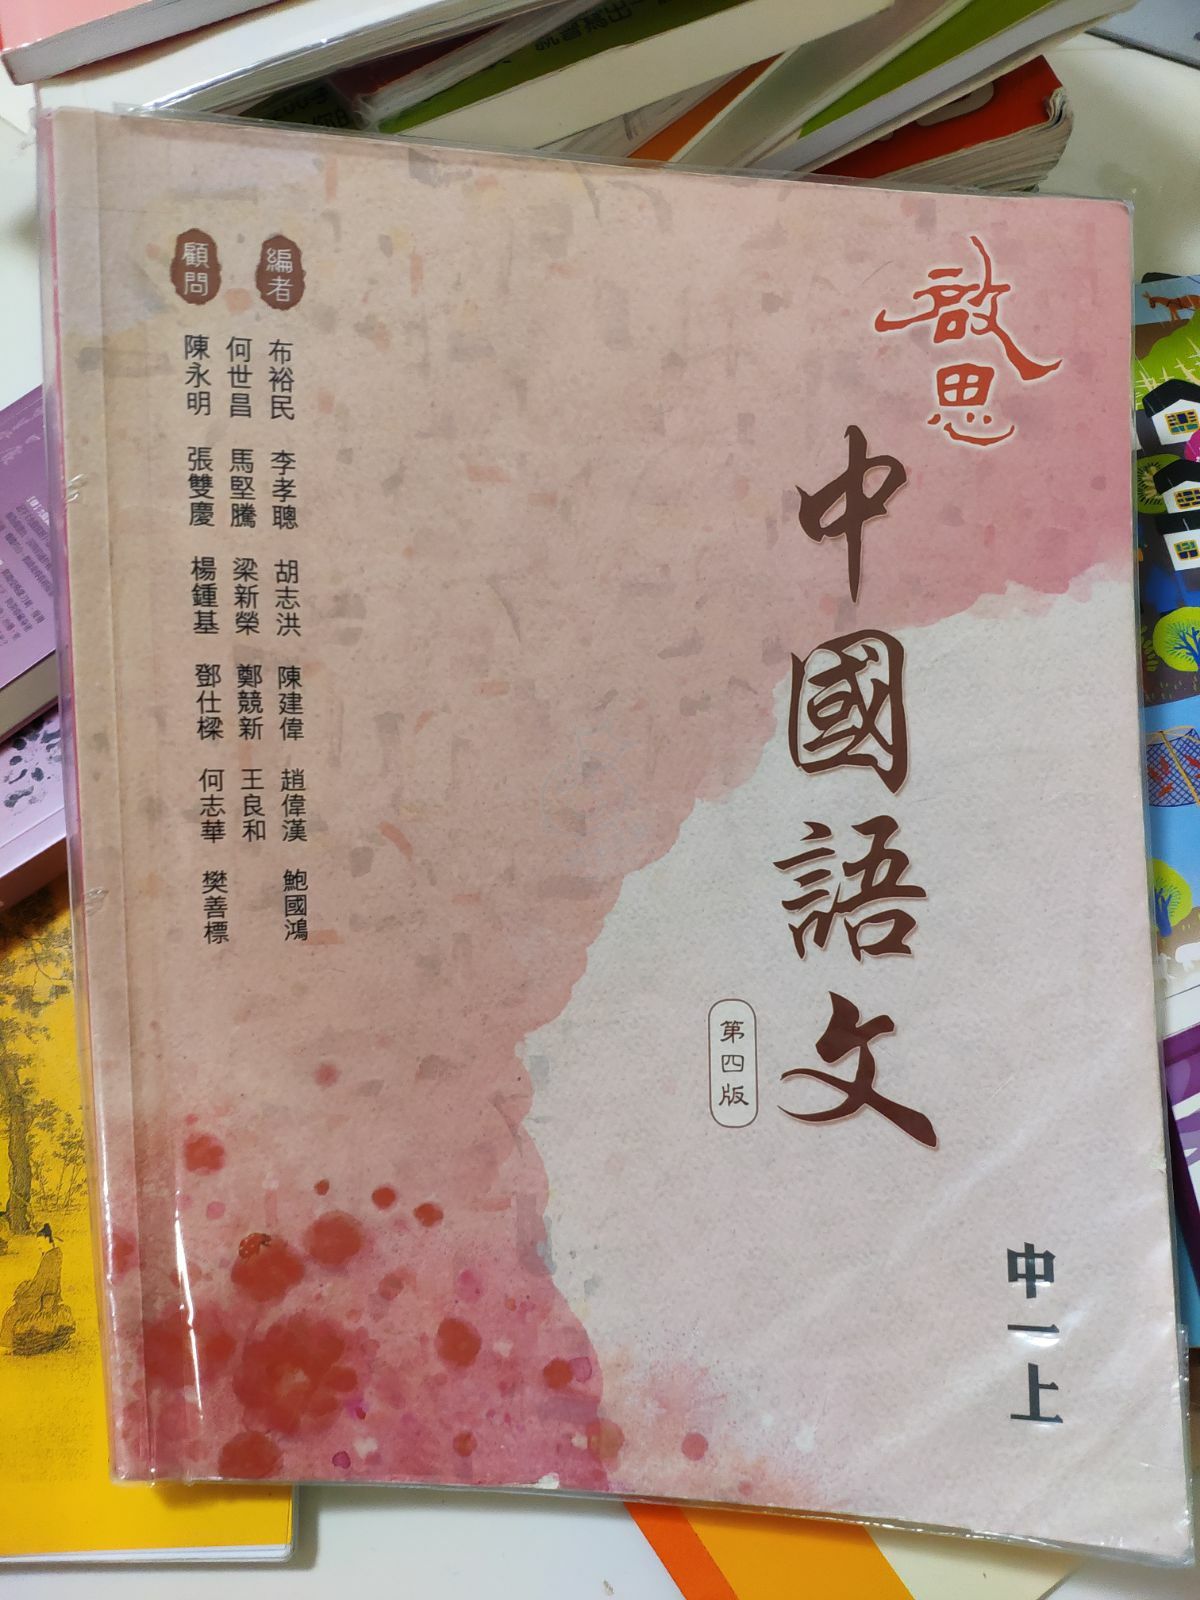 啟思
中國語文
第四版
中一上
編者
布裕民 李孝聰 胡志洪 陳建偉 趙偉漢 鮑國鴻
何世昌 馬堅騰 梁新榮 鄭競新 王良和
顧問
陳永明 張雙慶 楊鍾基 鄧仕樑 何志華 樊善標